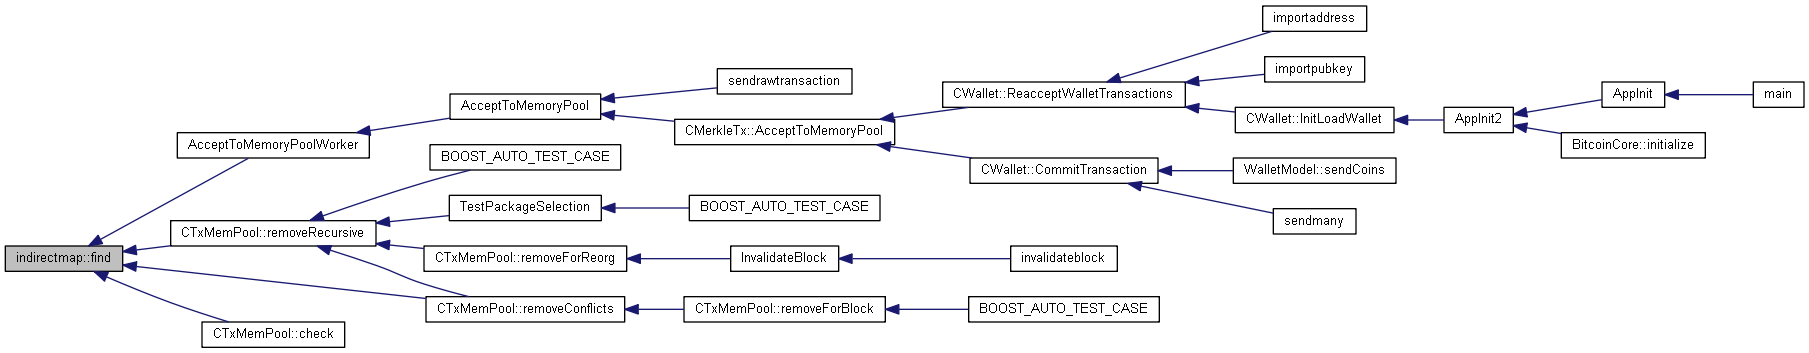 importaddress
importpubkey
sendrawtransaction
CWallet::ReacceptWalletTransactions
AppInit
main
AcceptToMemoryPool
CWallet::InitLoadWallet
AppInit2
CMerkleTx::AcceptToMemoryPool
AcceptToMemoryPoolWorker
BitcoinCore::initialize
BOOST_AUTO_TEST_CASE
CWallet::CommitTransaction
WalletModel::sendCoins
TestPackageSelection
BOOST_AUTO_TEST_CASE
sendmany
CTxMemPool::removeRecursive
indirectmap::find
CTxMemPool::removeForReorg
InvalidateBlock
invalidateblock
CTxMemPool::removeConflicts
CTxMemPool::removeForBlock
BOOST_AUTO_TEST_CASE
CTxMemPool::check